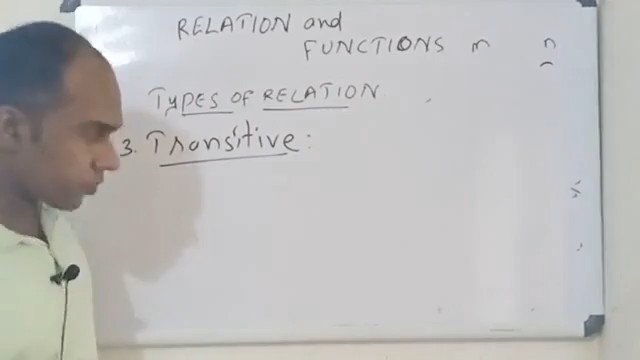 RELATION and
FUNCTIONS m n
TYPES OF RELATION
3. Transitive: